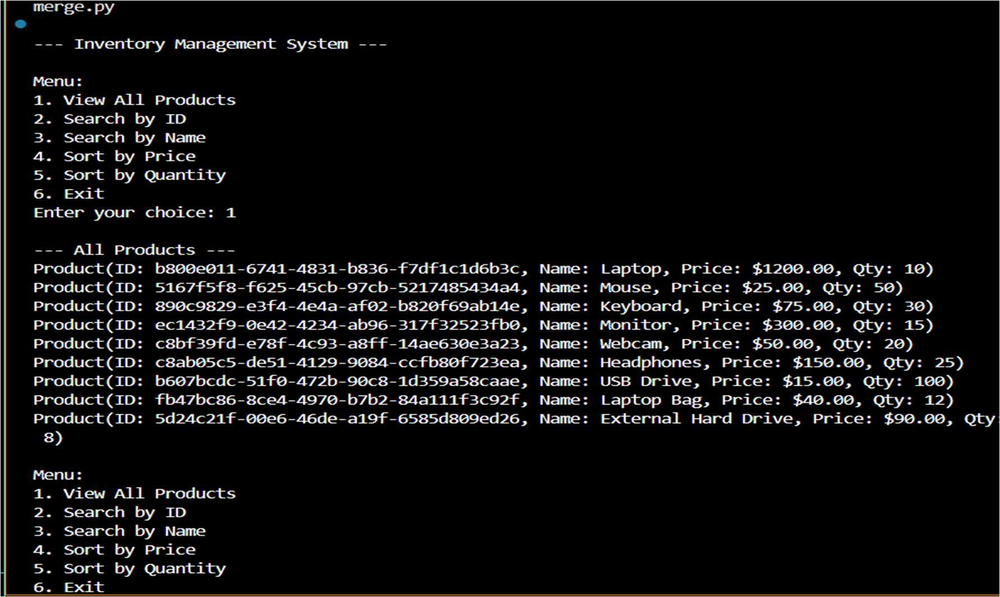 merge.py
--- Inventory Management System ---
Menu:
1. View All Products
2. Search by ID
3. Search by Name
4. Sort by Price
5. Sort by Quantity
6. Exit
Enter your choice: 1
--- All Products ---
Product(ID: b800e011-6741-4831-b836-f7df1c1d6b3c, Name: Laptop, Price: $1200.00, Qty: 10)
Product(ID: 5167f5f8-f625-45cb-97cb-5217485434a4, Name: Mouse, Price: $25.00, Qty: 50)
Product(ID: 890c9829-e3f4-4e4a-af02-b820f69ab14e, Name: Keyboard, Price: $75.00, Qty: 30)
Product(ID: ec1432f9-0e42-4234-ab96-317f32523fb0, Name: Monitor, Price: $300.00, Qty: 15)
Product(ID: c8bf39fd-e78f-4c93-a8ff-14ae630e3a23, Name: Webcam, Price: $50.00, Qty: 20)
Product(ID: c8ab05c5-de51-4129-9084-ccfb80f723ea, Name: Headphones, Price: $150.00, Qty: 25)
Product(ID: b607bcdc-51f0-472b-90c8-1d359a58caae, Name: USB Drive, Price: $15.00, Qty: 100)
Product(ID: fb47bc86-8ce4-4970-b7b2-84a111f3c92f, Name: Laptop Bag, Price: $40.00, Qty: 12)
Product(ID: 5d24c21f-00e6-46de-a19f-6585d809ed26, Name: External Hard Drive, Price: $90.00, Qty:
8)
Menu:
1. View All Products
2. Search by ID
3. Search by Name
4. Sort by Price
5. Sort by Quantity
6. Exit